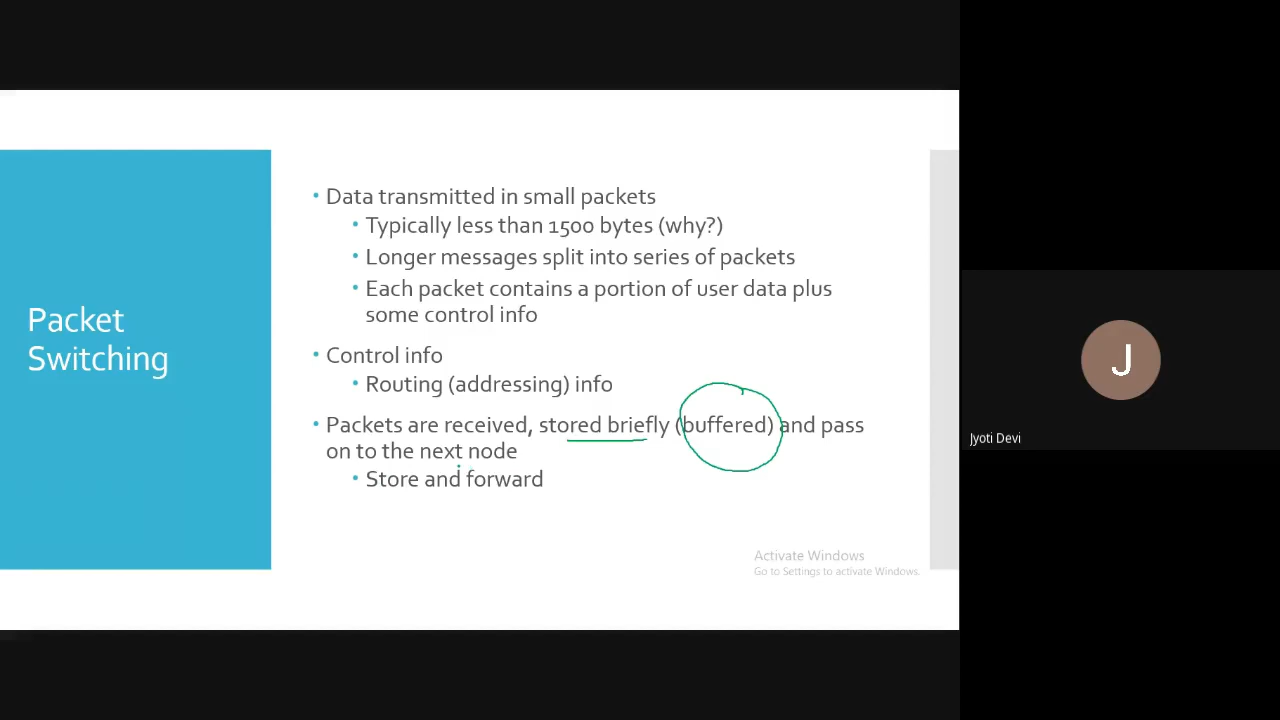 Packet
Switching
• Data transmitted in small packets
• Typically less than 1500 bytes (why?)
• Longer messages split into series of packets
• Each packet contains a portion of user data plus
some control info
• Control info
• Routing (addressing) info
• Packets are received, stored briefly (buffered) and pass
on to the next node
• Store and forward
Activate Windows
Go to Settings to activate Windows.
J
Jyoti Devi